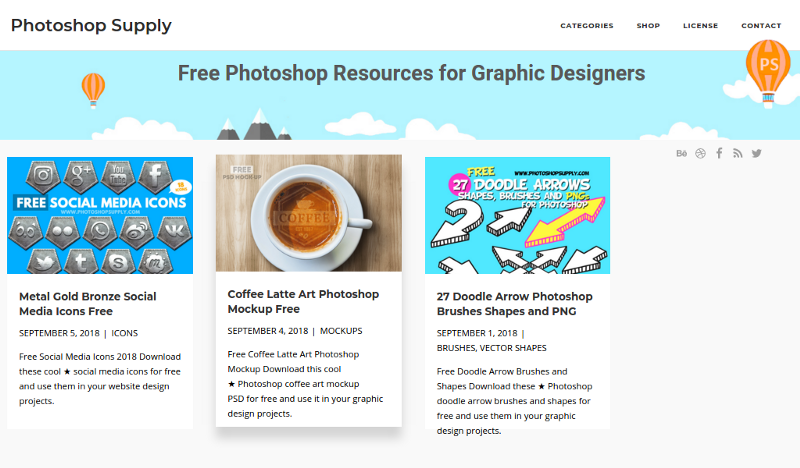 Photoshop Supply
CATEGORIES SHOP LICENSE CONTACT
Free Photoshop Resources for Graphic Designers
PS
FREE SOCIAL MEDIA ICONS
18 ICONS
WWW.PHOTOSHOPSUPPLY.COM
Metal Gold Bronze Social
Media Icons Free
SEPTEMBER 5, 2018 | ICONS
Free Social Media Icons 2018 Download
these cool ★ social media icons for free
and use them in your website design
projects.
FREE
PSD MOCKUP
COFFEE
Coffee Latte Art Photoshop
Mockup Free
SEPTEMBER 4, 2018 | MOCKUPS
Free Coffee Latte Art Photoshop
Mockup Download this cool
★ Photoshop coffee art mockup
PSD for free and use it in your graphic
design projects.
FREE WWW.PHOTOSHOPSUPPLY.COM
27 DOODLE ARROWS
SHAPES, BRUSHES AND PNGs
FOR PHOTOSHOP
27 Doodle Arrow Photoshop
Brushes Shapes and PNG
SEPTEMBER 1, 2018 |
BRUSHES, VECTOR SHAPES
Free Doodle Arrow Brushes and
Shapes Download these ★ Photoshop
doodle arrow brushes and shapes for
free and use them in your graphic
design projects.